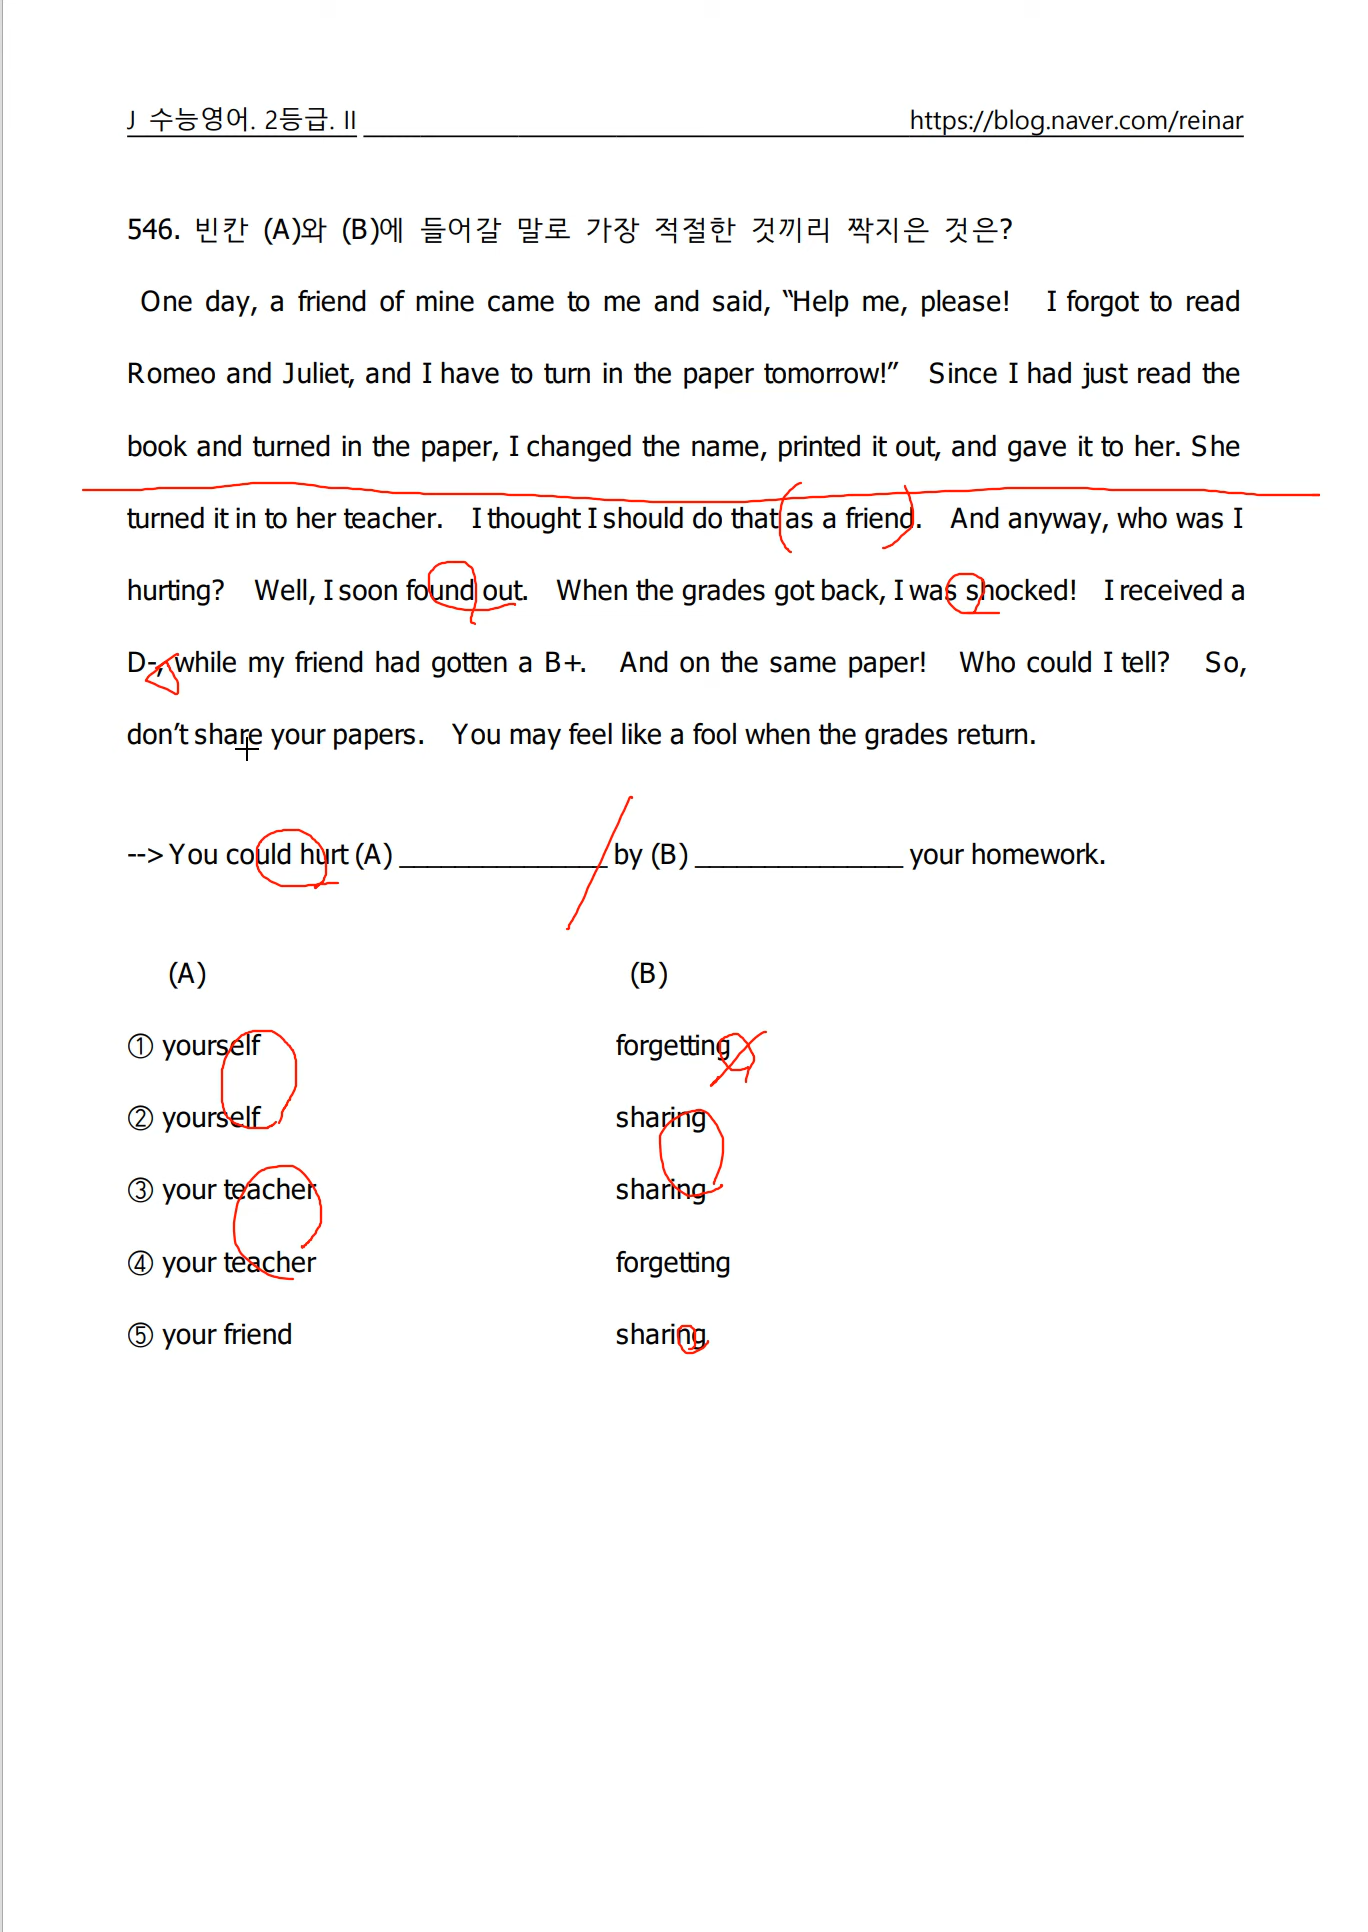 J 수능영어. 2등급. II https://blog.naver.com/reinar
546. 빈칸 (A)와 (B)에 들어갈 말로 가장 적절한 것끼리 짝지은 것은?
One day, a friend of mine came to me and said, “Help me, please! I forgot to read
Romeo and Juliet, and I have to turn in the paper tomorrow!” Since I had just read the
book and turned in the paper, I changed the name, printed it out, and gave it to her. She
turned it in to her teacher. I thought I should do that as a friend. And anyway, who was I
hurting? Well, I soon found out. When the grades got back, I was shocked! I received a
D-, while my friend had gotten a B+. And on the same paper! Who could I tell? So,
don’t share your papers. You may feel like a fool when the grades return.
--> You could hurt (A) _______________ by (B) _______________ your homework.
(A) (B)
① yourself forgetting
② yourself sharing
③ your teacher sharing
④ your teacher forgetting
⑤ your friend sharing